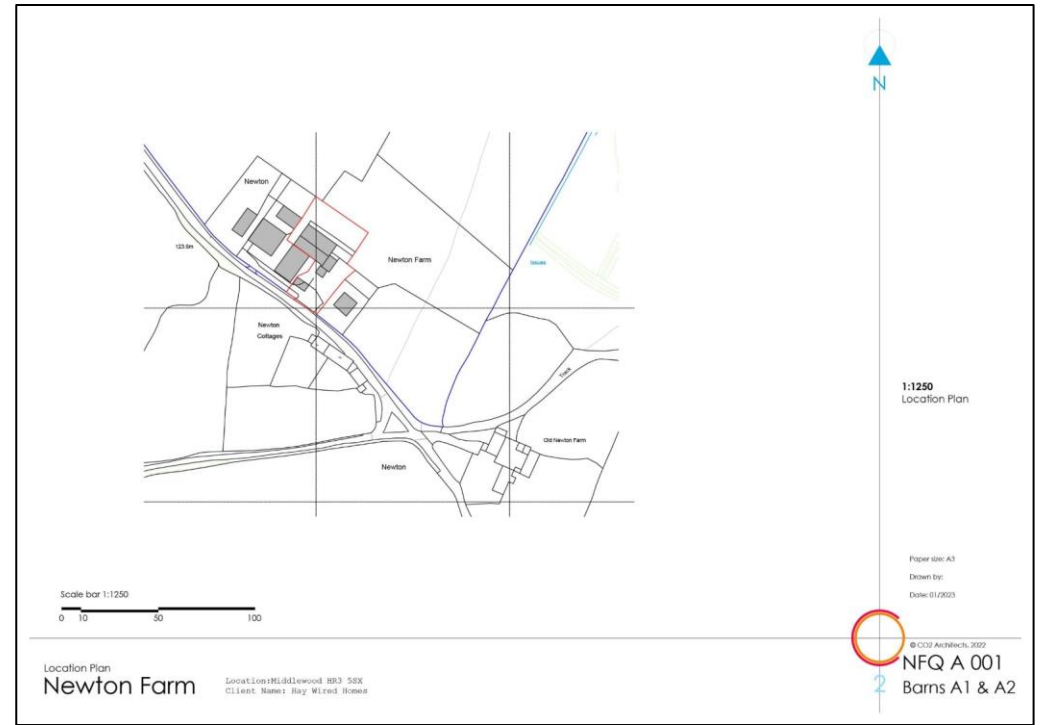 N
Newton
123.6m
Newton Farm
Issues
Newton
Cottages
Track
Old Newton Farm
Newton
1:1250
Location Plan
Paper size: A3
Drawn by:
Date: 01/2023
Scale bar 1:1250
0 10 50 100
© CO2 Architects, 2022
Location Plan
Newton Farm
Location:Middlewood HR3 5SX
Client Name: Hay Wired Homes
2
NFQ A 001
Barns A1 & A2